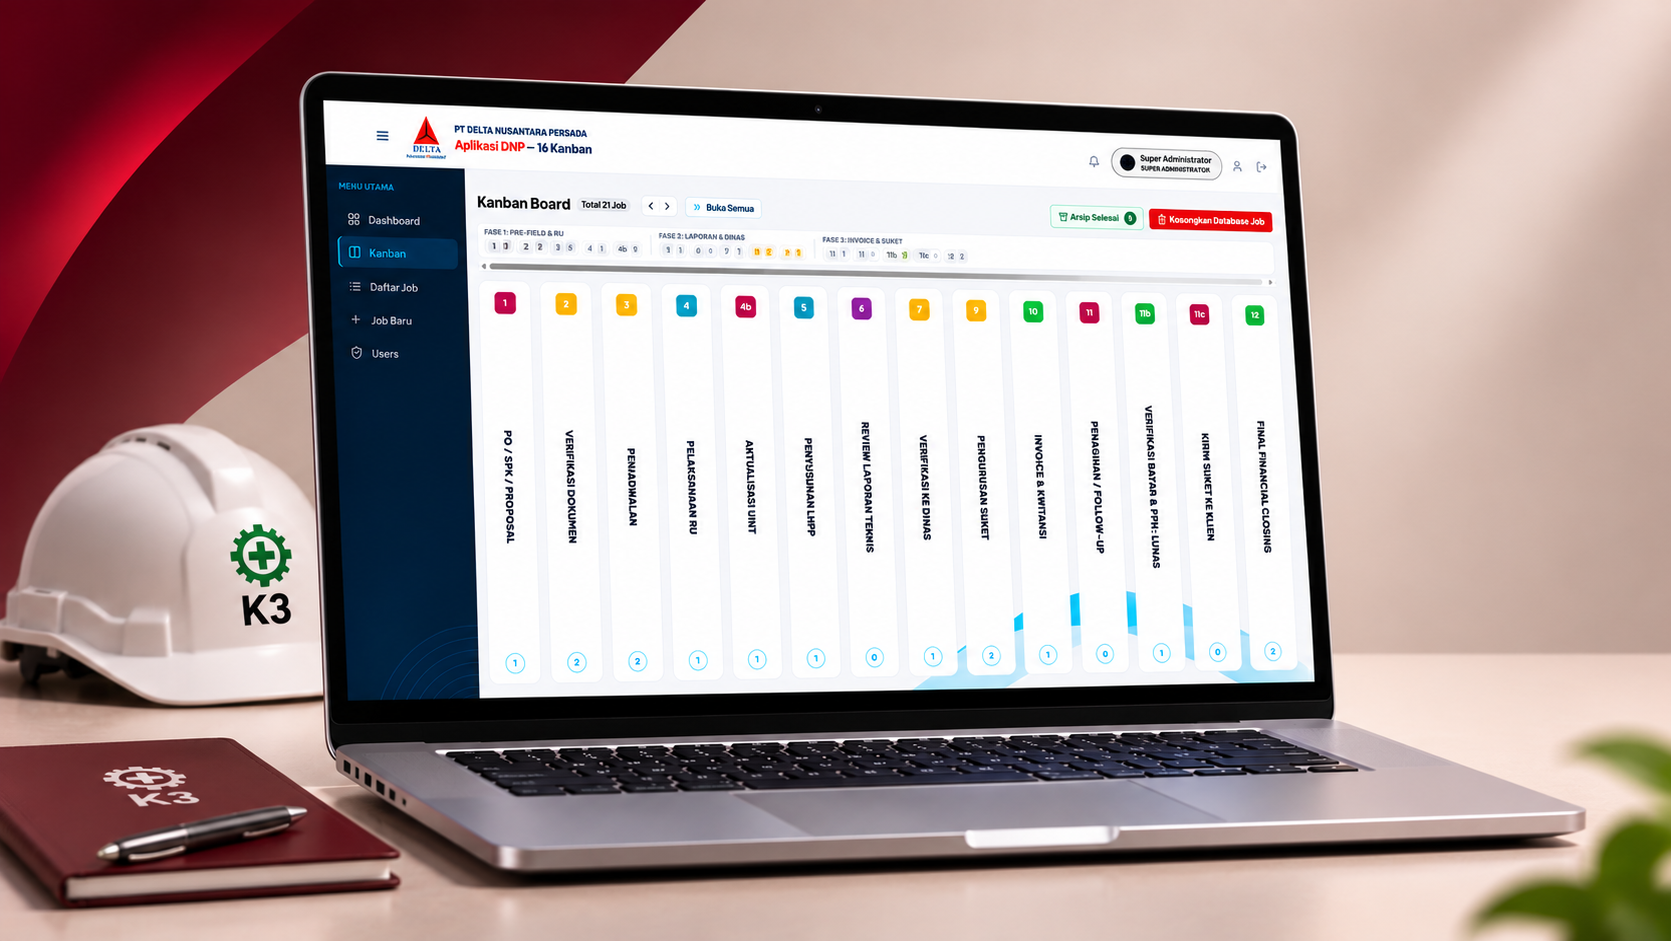 PT DELTA NUSANTARA PERSADA
Aplikasi DNP – 16 Kanban
DELTA
Super Administrator
SUPER ADMINISTRATOR
MENU UTAMA
Dashboard
Kanban
Daftar Job
Job Baru
Users
Kanban Board
Total 21 Job
Buka Semua
Arsip Selesai 9
Kosongkan Database Job
FASE 1: PRE-FIELD & RU
FASE 2: LAPORAN & DINAS
FASE 3: INVOICE & SUKET
1
PO / SPK / PROPOSAL
1
2
VERIFIKASI DOKUMEN
2
3
PENJADWALAN
2
4
PELAKSANAAN RU
1
4b
AKTUALISASI UINT
1
5
PENYUSUNAN LHPP
1
6
REVIEW LAPORAN TEKNIS
0
7
VERIFIKASI KE DINAS
1
9
PENGURUSAN SUKET
2
10
INVOICE & KWITANSI
1
11
PENAGIHAN / FOLLOW-UP
0
11b
VERIFIKASI BAYAR & PPH: LUNAS
1
11c
KIRIM SUKET KE KLIEN
0
12
FINAL FINANCIAL CLOSING
2
K3
K3